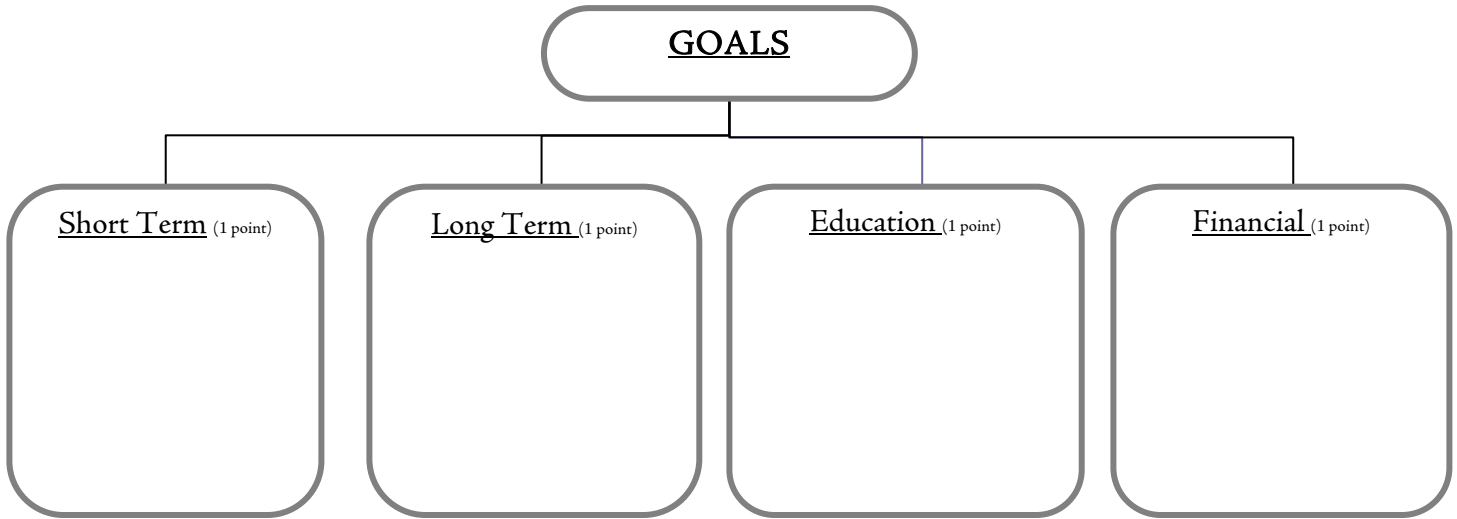 GOALS
Short Term (1 point)
Long Term (1 point)
Education (1 point)
Financial (1 point)